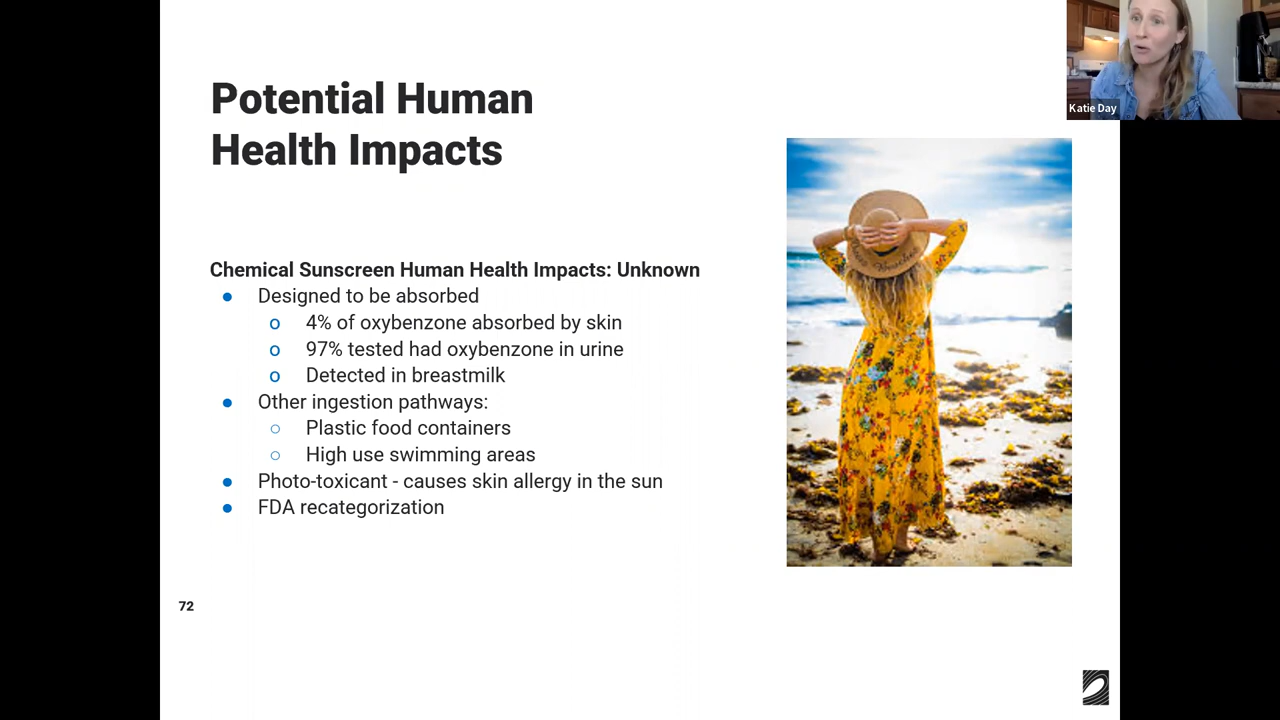 Potential Human
Health Impacts
Katie Day
Chemical Sunscreen Human Health Impacts: Unknown
● Designed to be absorbed
o 4% of oxybenzone absorbed by skin
o 97% tested had oxybenzone in urine
o Detected in breastmilk
● Other ingestion pathways:
○ Plastic food containers
○ High use swimming areas
● Photo-toxicant - causes skin allergy in the sun
● FDA recategorization
72